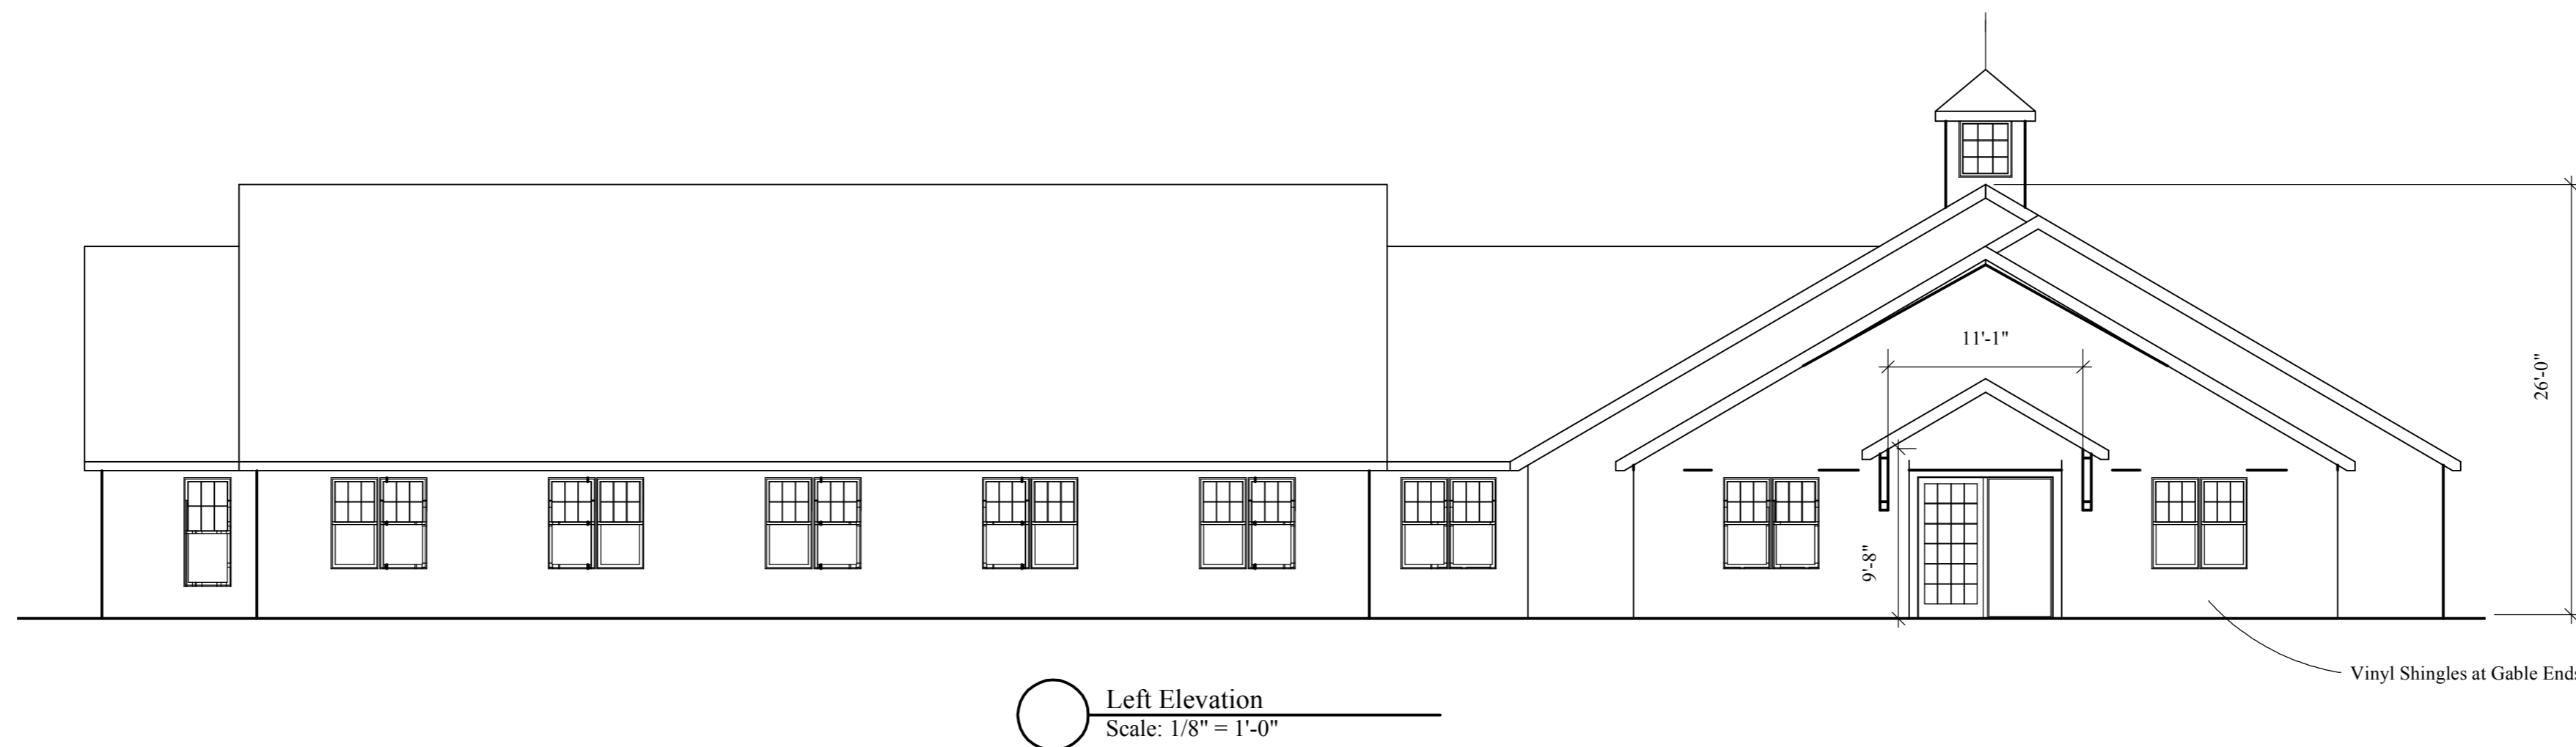 11'-1"
26'-0"
9'-8"
Vinyl Shingles at Gable Ends
Left Elevation
Scale: 1/8" = 1'-0"